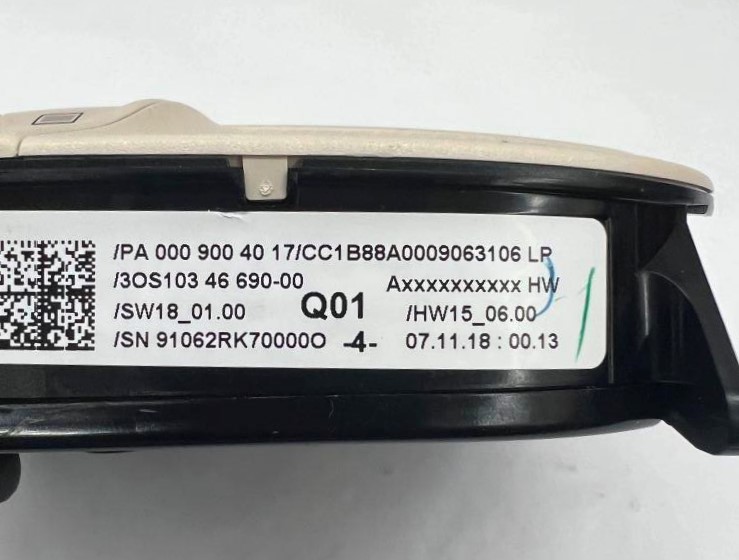 /PA 000 900 40 17/CC1B88A0009063106 LP
/3OS103 46 690-00 Axxxxxxxxxx HW
/SW18_01.00 Q01 /HW15_06.00
/SN 91062RK70000O -4- 07.11.18 : 00.13